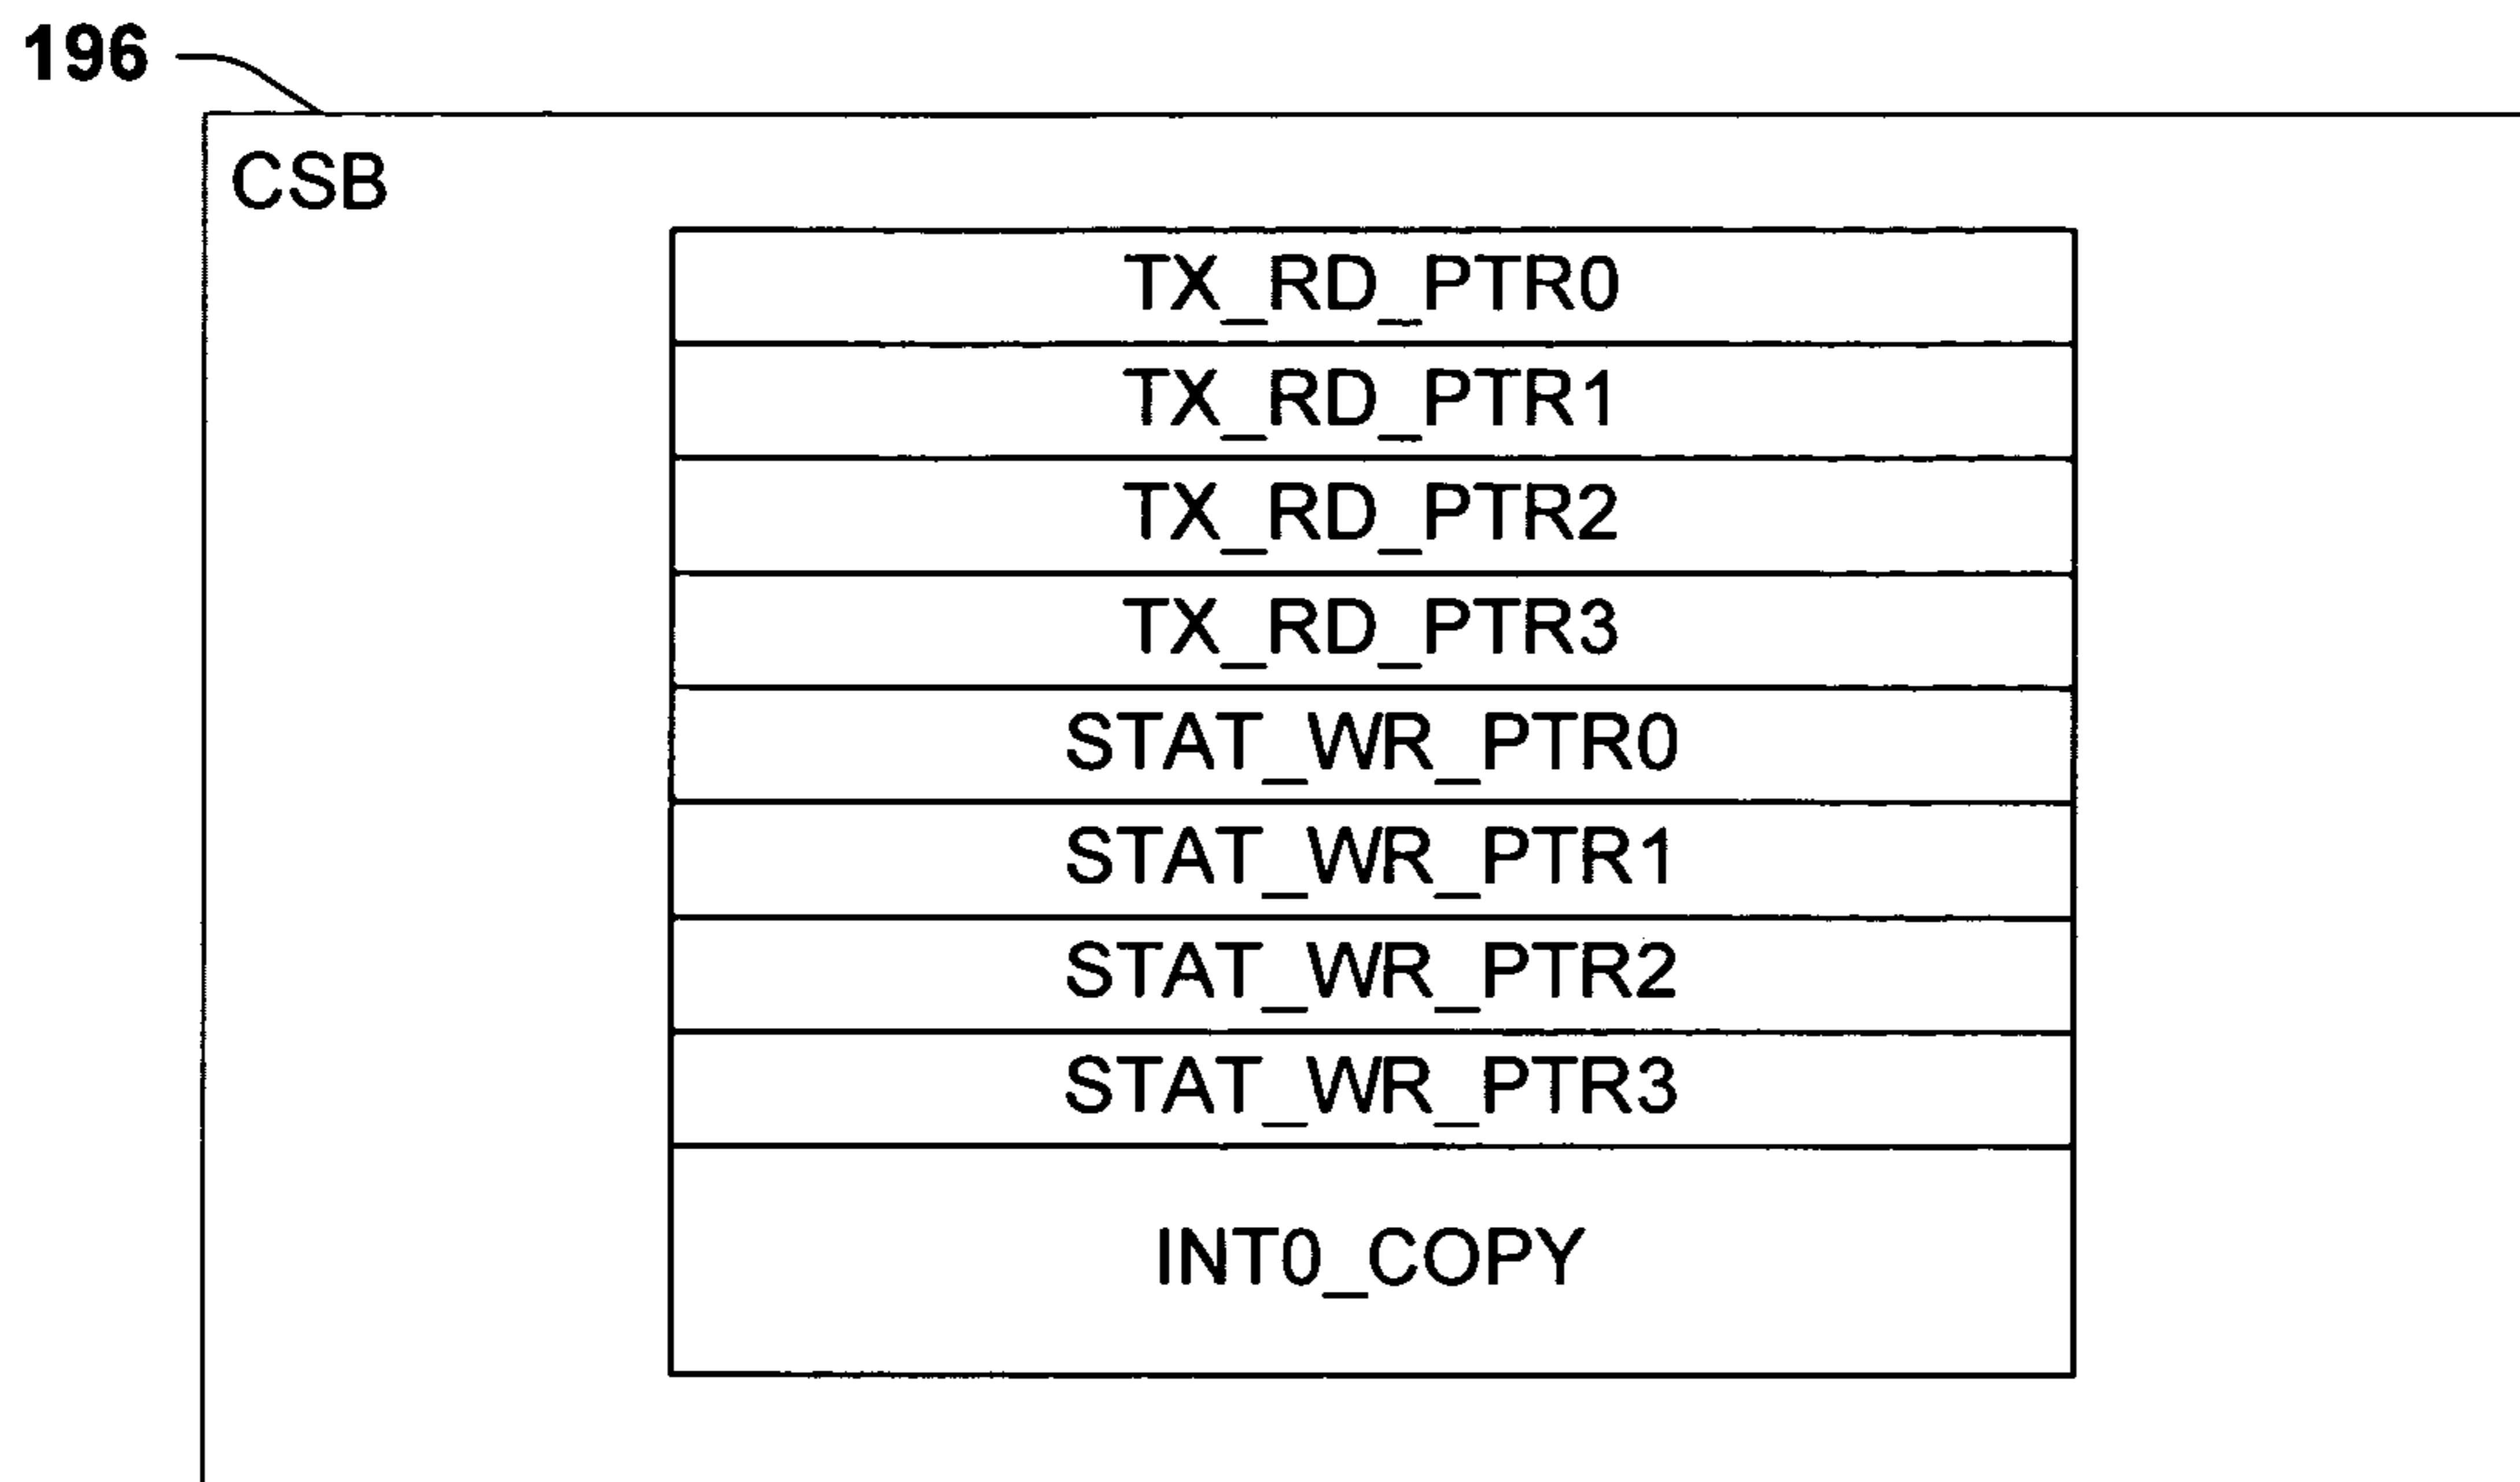 196
CSB
TX_RD_PTR0
TX_RD_PTR1
TX_RD_PTR2
TX_RD_PTR3
STAT_WR_PTR0
STAT_WR_PTR1
STAT_WR_PTR2
STAT_WR_PTR3
INT0_COPY